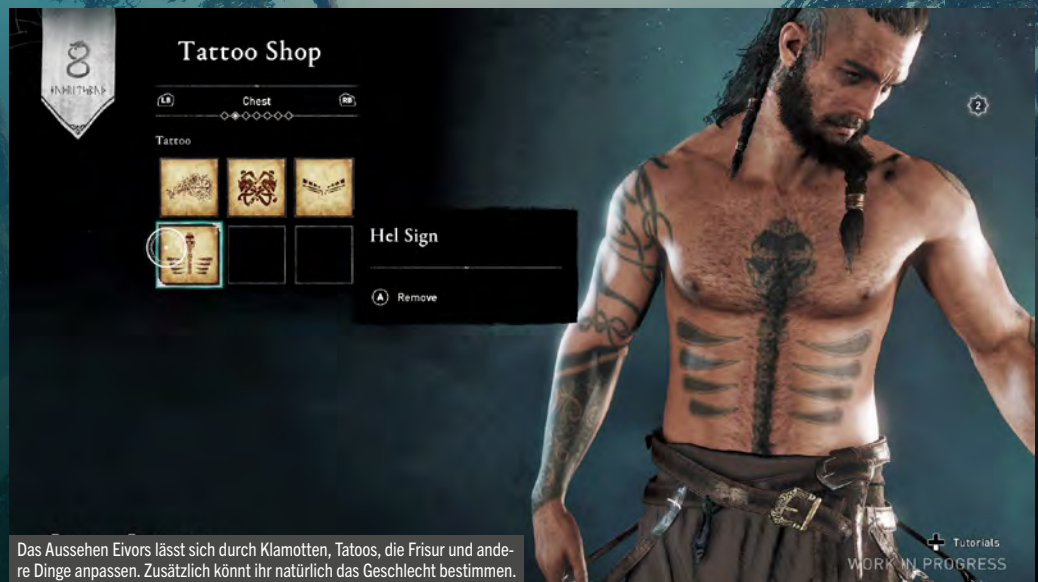 8
Tattoo Shop
LB Chest RB
Tattoo
Hel Sign
A Remove
2
Tutorials
WORK IN PROGRESS
Das Aussehen Eivors lässt sich durch Klamotten, Tatoos, die Frisur und ande-
re Dinge anpassen. Zusätzlich könnt ihr natürlich das Geschlecht bestimmen.